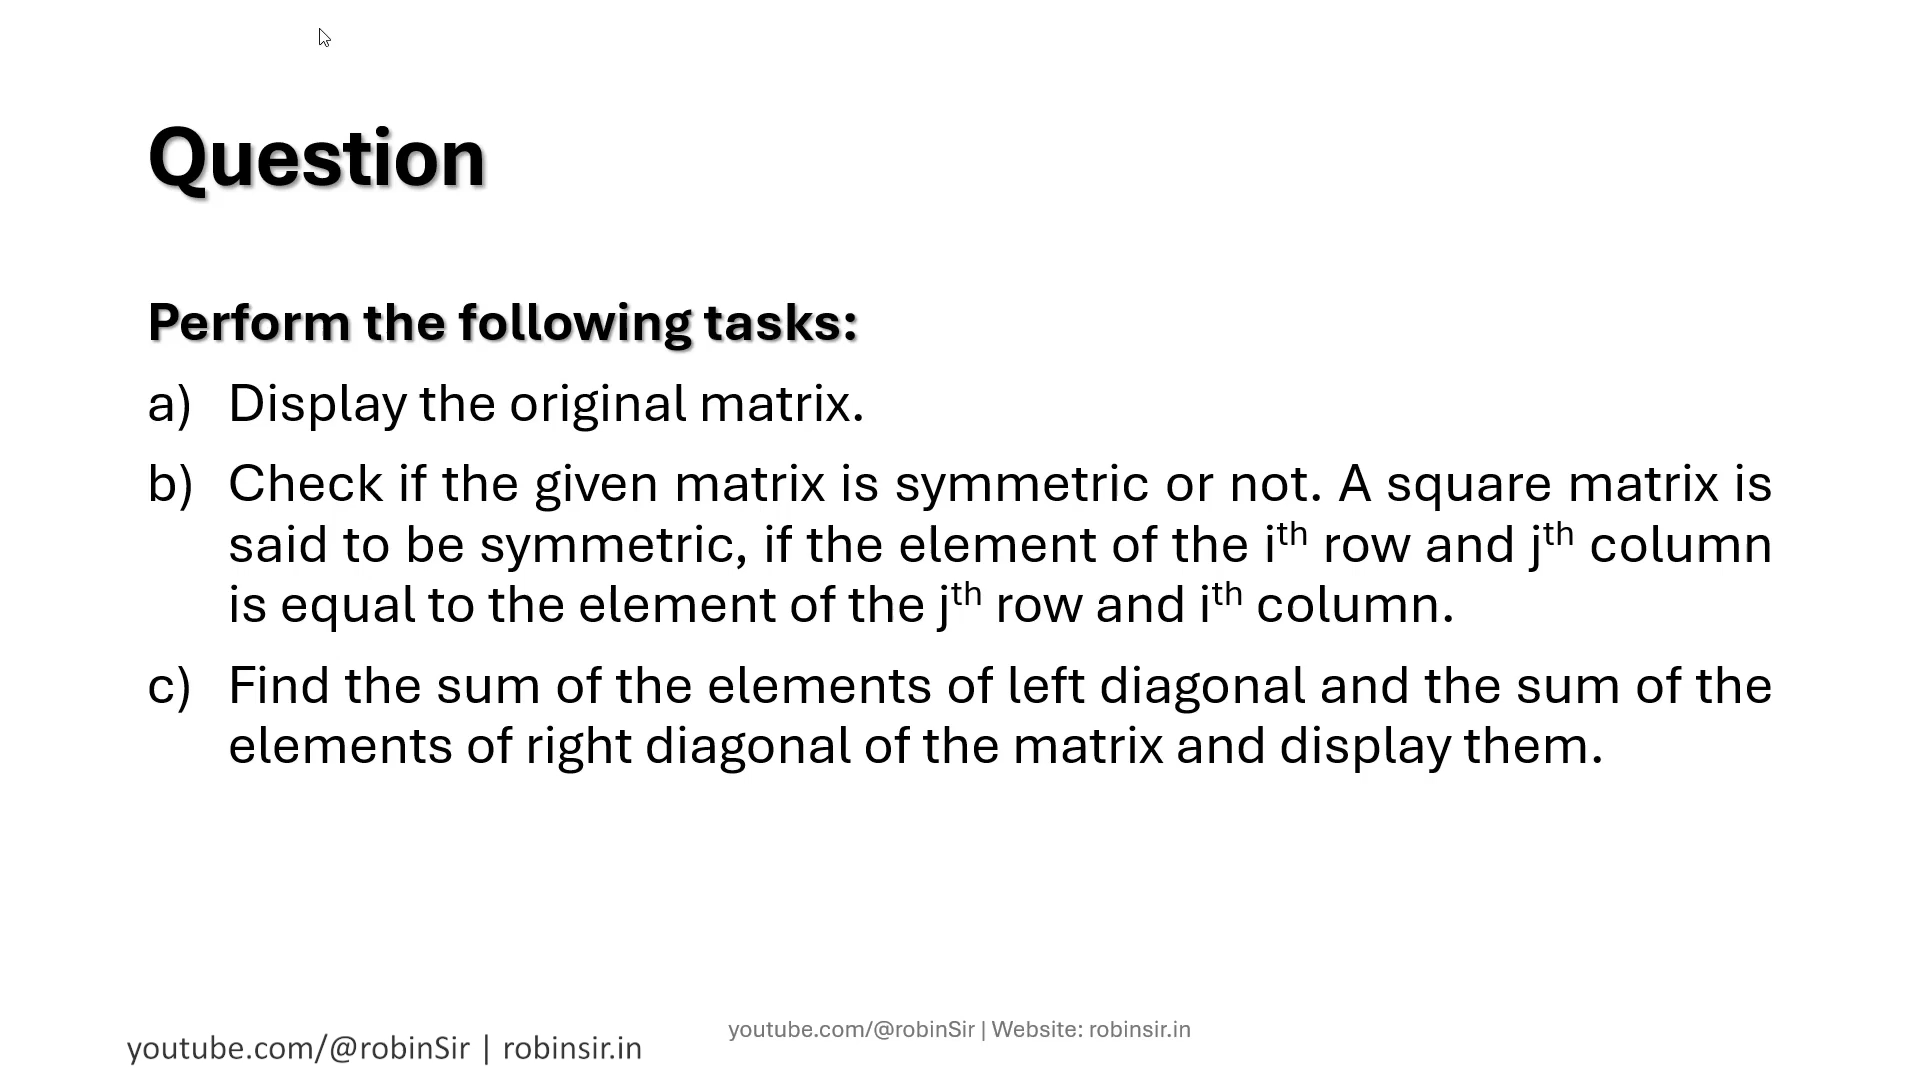 Question
Perform the following tasks:
a) Display the original matrix.
b) Check if the given matrix is symmetric or not. A square matrix is
said to be symmetric, if the element of the iᵗʰ row and jᵗʰ column
is equal to the element of the jᵗʰ row and iᵗʰ column.
c) Find the sum of the elements of left diagonal and the sum of the
elements of right diagonal of the matrix and display them.
youtube.com/@robinSir | Website: robinsir.in
youtube.com/@robinSir | robinsir.in